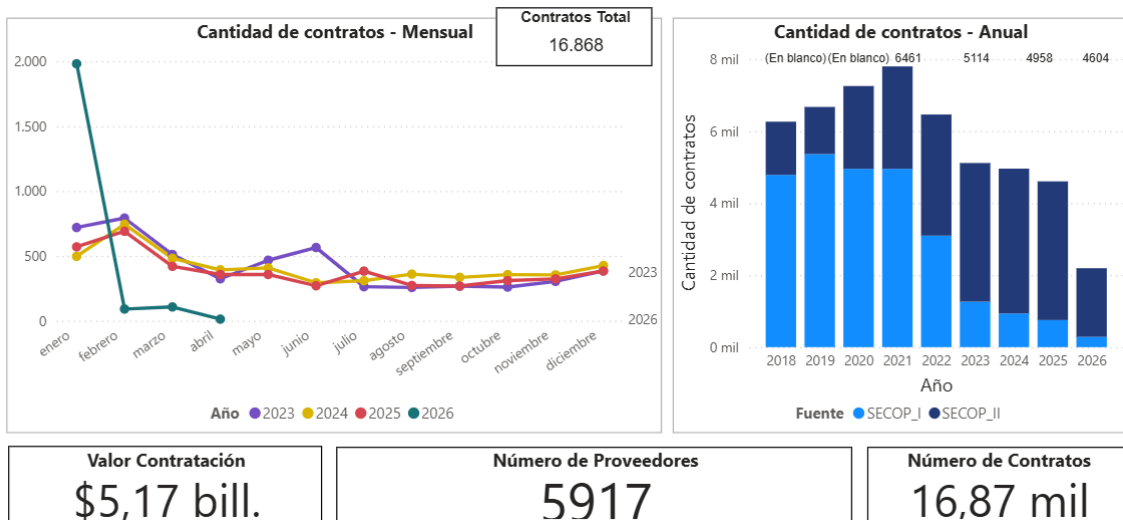 Cantidad de contratos - Mensual
Contratos Total
16.868
2.000
1.500
1.000
500
0
2023
2026
enero
febrero
marzo
abril
mayo
junio
julio
agosto
septiembre
octubre
noviembre
diciembre
Año 2023 2024 2025 2026
Cantidad de contratos - Anual
(En blanco) (En blanco) 6461 5114 4958 4604
Cantidad de contratos
8 mil
6 mil
4 mil
2 mil
0 mil
2018 2019 2020 2021 2022 2023 2024 2025 2026
Año
Fuente SECOP_I SECOP_II
Valor Contratación
$5,17 bill.
Número de Proveedores
5917
Número de Contratos
16,87 mil